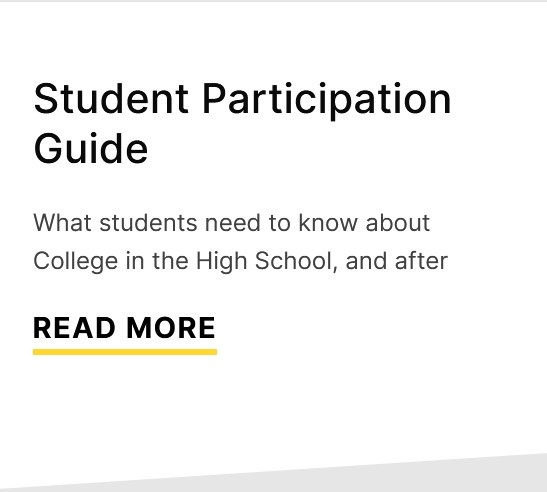 Student Participation
Guide
What students need to know about
College in the High School, and after
READ MORE